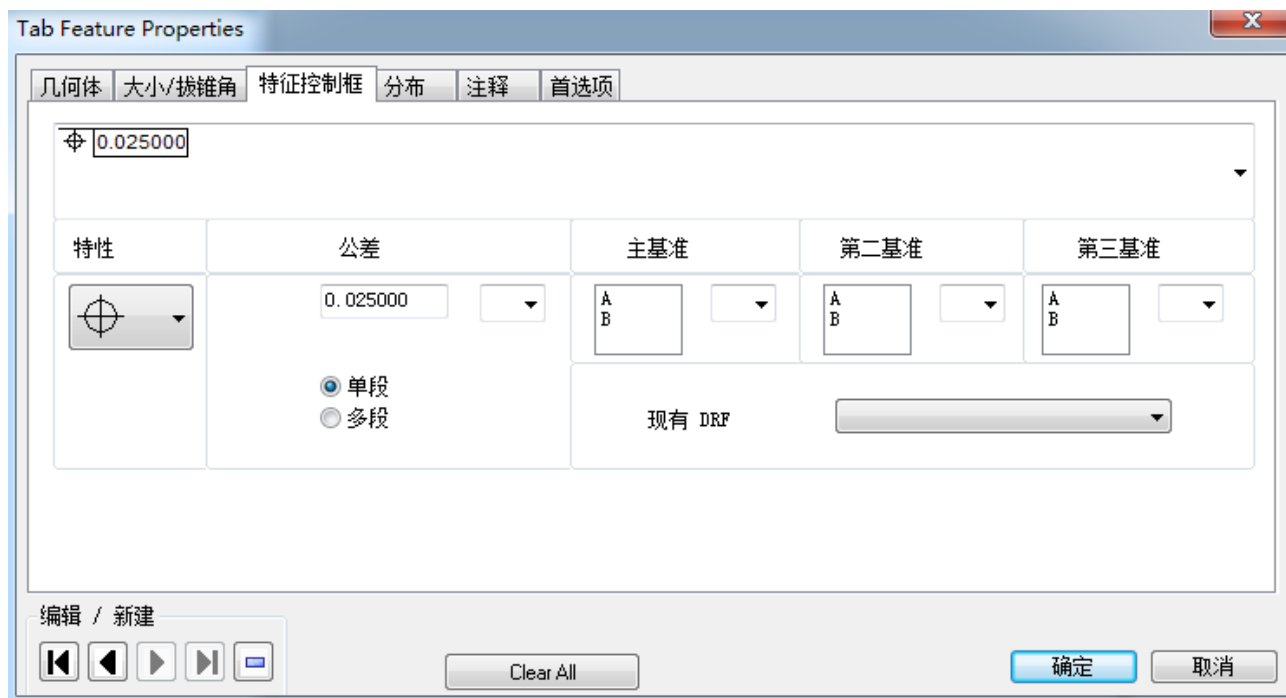 Tab Feature Properties
几何体 大小/拔锥角 特征控制框 分布 注释 首选项
0.025000
特性 公差 主基准 第二基准 第三基准
0.025000
A
B
A
B
A
B
单段
多段
现有 DRF
编辑 / 新建
Clear All 确定 取消